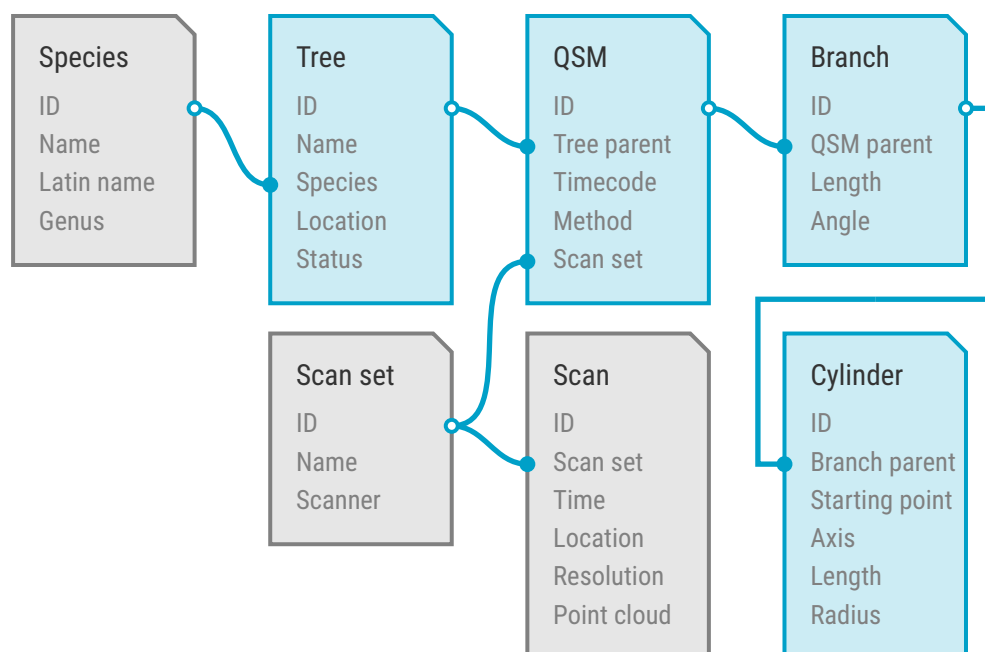 Species
ID
Name
Latin name
Genus
Tree
ID
Name
Species
Location
Status
QSM
ID
Tree parent
Timecode
Method
Scan set
Branch
ID
QSM parent
Length
Angle
Scan set
ID
Name
Scanner
Scan
ID
Scan set
Time
Location
Resolution
Point cloud
Cylinder
ID
Branch parent
Starting point
Axis
Length
Radius